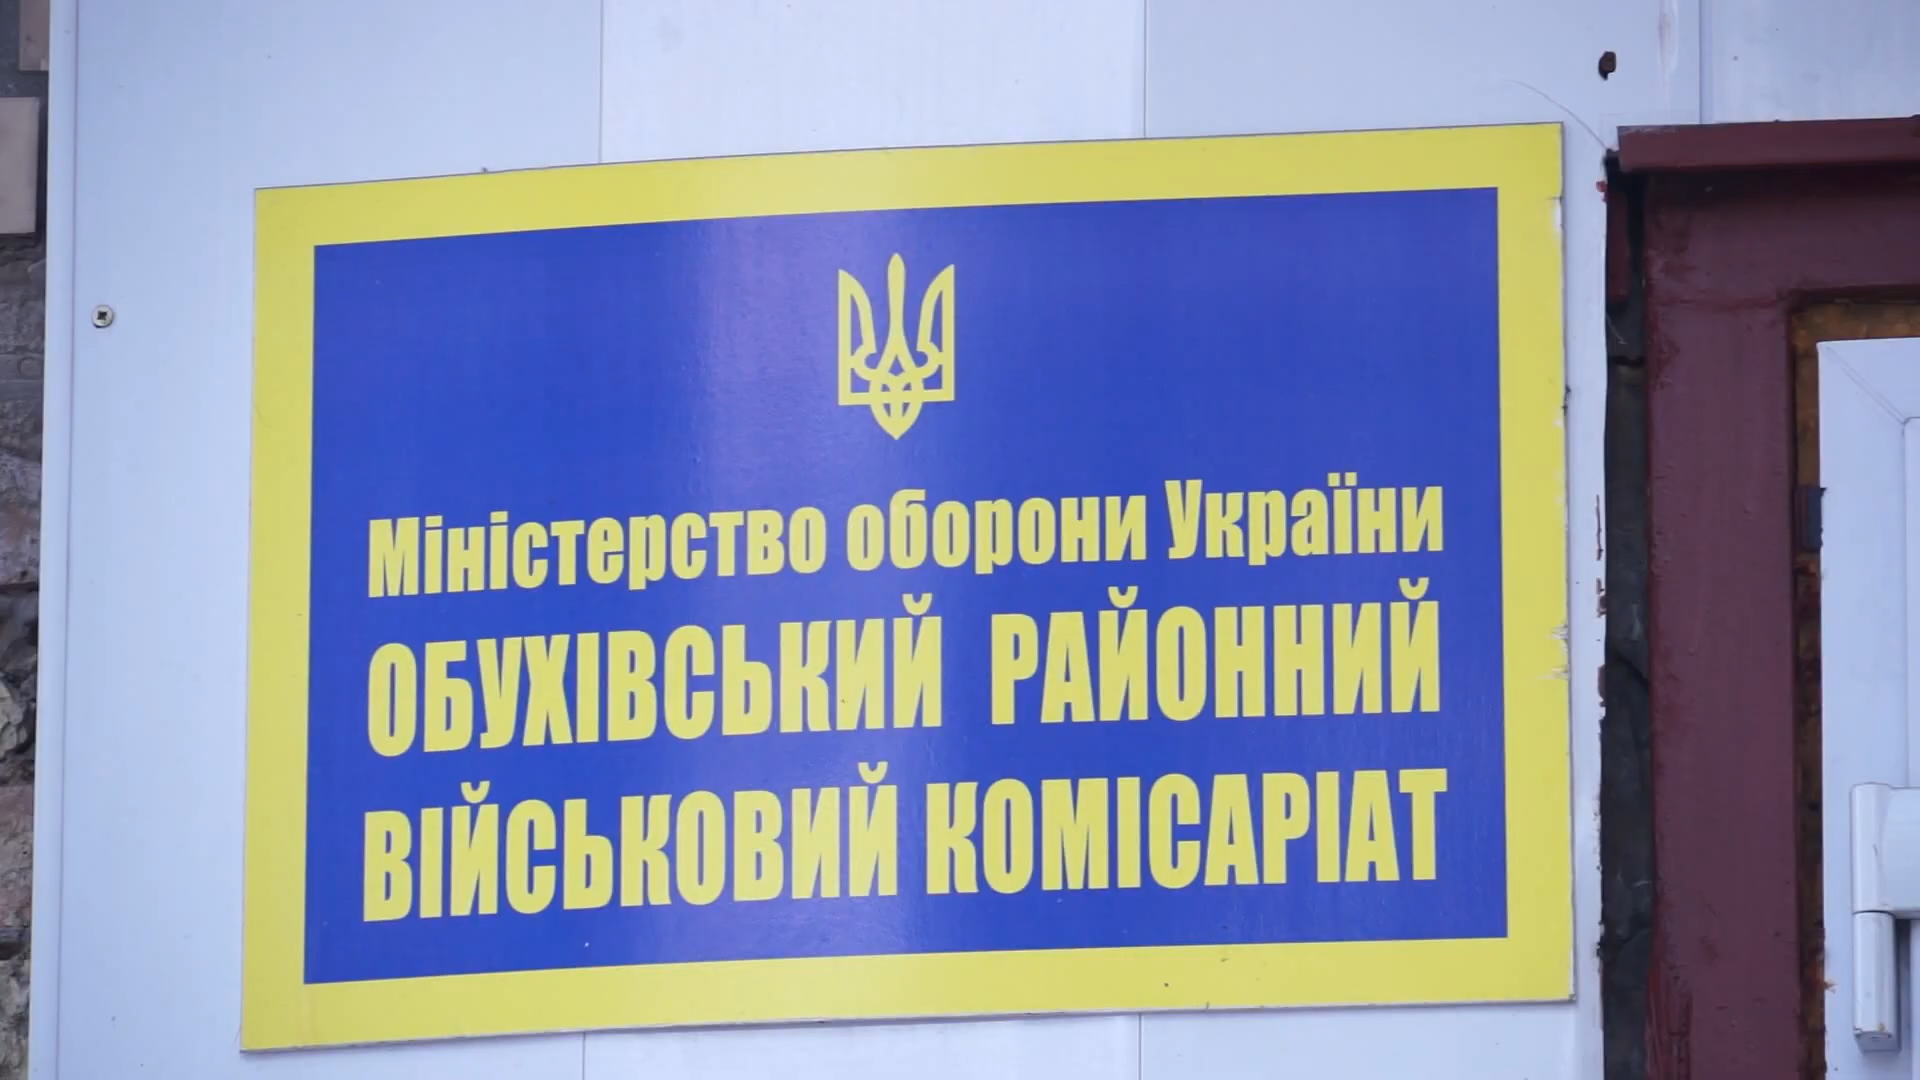 Міністерство оборони України
ОБУХІВСЬКИЙ РАЙОННИЙ
ВІЙСЬКОВИЙ КОМІСАРІАТ